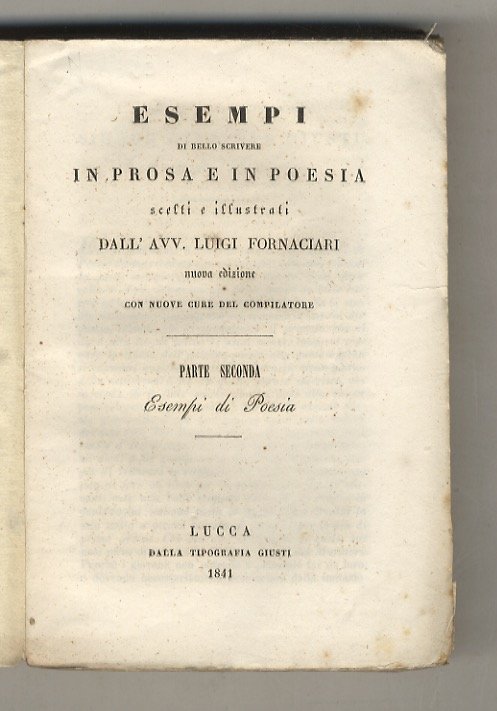 ESEMPI
DI BELLO SCRIVERE
IN PROSA E IN POESIA
scelti e illustrati
DALL' AVV. LUIGI FORNACIARI
nuova edizione
CON NUOVE CURE DEL COMPILATORE
PARTE SECONDA
Esempi di Poesia
LUCCA
DALLA TIPOGRAFIA GIUSTI
1841